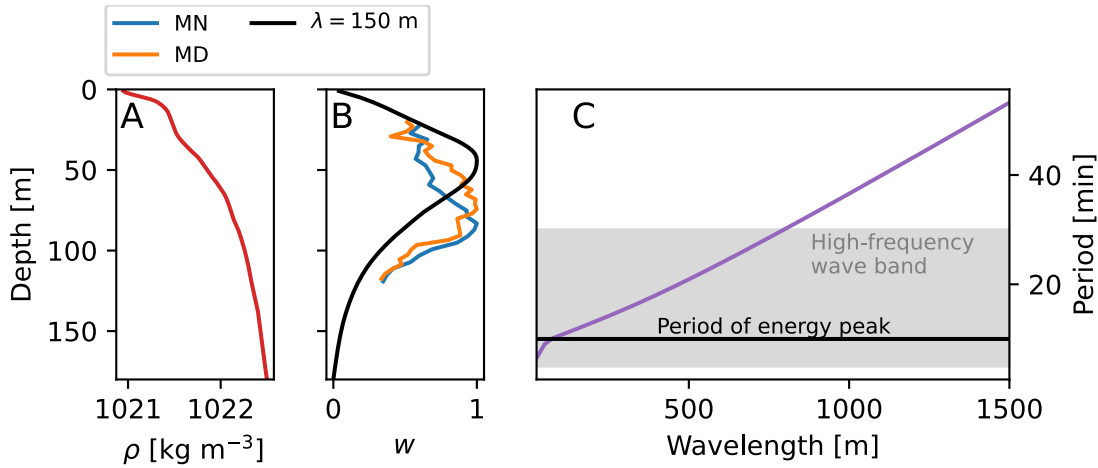 MN
MD
λ = 150 m
A
B
C
0
50
100
150
Depth [m]
1021
1022
ρ [kg m⁻³]
0
1
w
High-frequency
wave band
Period of energy peak
500
1000
1500
Wavelength [m]
40
20
Period [min]